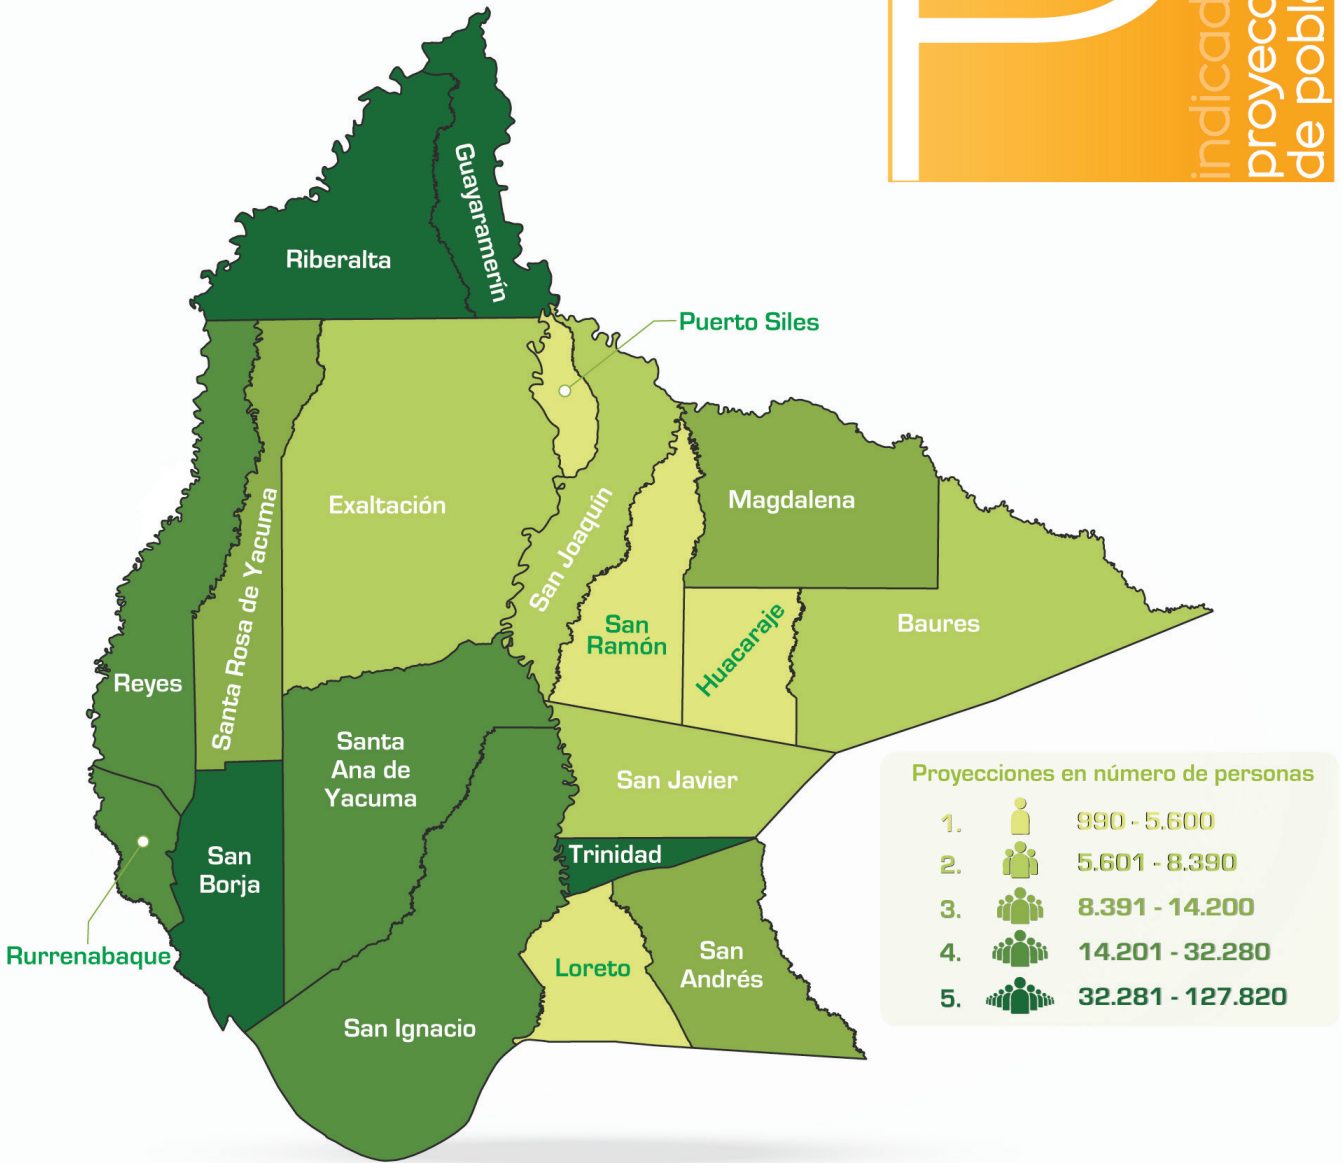 indicad
proyecc
de pobl
Guayaramerín
Riberalta
Puerto Siles
Exaltación
Magdalena
San Joaquín
Santa Rosa de Yacuma
San
Ramón
Huacaraje
Baures
Reyes
Santa
Ana de
Yacuma
San Javier
San
Borja
Trinidad
Rurrenabaque
Loreto
San
Andrés
San Ignacio
Proyecciones en número de personas
1. 990 - 5.600
2. 5.601 - 8.390
3. 8.391 - 14.200
4. 14.201 - 32.280
5. 32.281 - 127.820